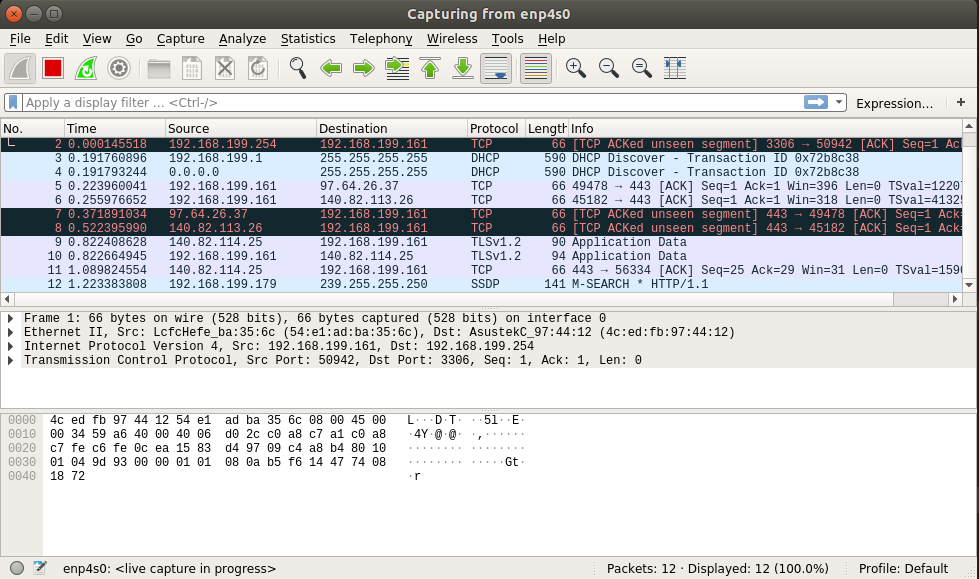 Capturing from enp4s0
File Edit View Go Capture Analyze Statistics Telephony Wireless Tools Help
Apply a display filter ... <Ctrl-/> Expression... +
No. Time Source Destination Protocol Length Info
2 0.000145518 192.168.199.254 192.168.199.161 TCP 66 [TCP ACKed unseen segment] 3306 → 50942 [ACK] Seq=1 Ac
3 0.191760896 192.168.199.1 255.255.255.255 DHCP 590 DHCP Discover - Transaction ID 0x72b8c38
4 0.191793244 0.0.0.0 255.255.255.255 DHCP 590 DHCP Discover - Transaction ID 0x72b8c38
5 0.223960041 192.168.199.161 97.64.26.37 TCP 66 49478 → 443 [ACK] Seq=1 Ack=1 Win=396 Len=0 TSval=1220
6 0.255976652 192.168.199.161 140.82.113.26 TCP 66 45182 → 443 [ACK] Seq=1 Ack=1 Win=318 Len=0 TSval=4132
7 0.371891034 97.64.26.37 192.168.199.161 TCP 66 [TCP ACKed unseen segment] 443 → 49478 [ACK] Seq=1 Ack
8 0.522395990 140.82.113.26 192.168.199.161 TCP 66 [TCP ACKed unseen segment] 443 → 45182 [ACK] Seq=1 Ack
9 0.822408628 140.82.114.25 192.168.199.161 TLSv1.2 90 Application Data
10 0.822664945 192.168.199.161 140.82.114.25 TLSv1.2 94 Application Data
11 1.089824554 140.82.114.25 192.168.199.161 TCP 66 443 → 56334 [ACK] Seq=25 Ack=29 Win=31 Len=0 TSval=159
12 1.223383808 192.168.199.179 239.255.255.250 SSDP 141 M-SEARCH * HTTP/1.1
Frame 1: 66 bytes on wire (528 bits), 66 bytes captured (528 bits) on interface 0
Ethernet II, Src: LcfcHefe_ba:35:6c (54:e1:ad:ba:35:6c), Dst: AsustekC_97:44:12 (4c:ed:fb:97:44:12)
Internet Protocol Version 4, Src: 192.168.199.161, Dst: 192.168.199.254
Transmission Control Protocol, Src Port: 50942, Dst Port: 3306, Seq: 1, Ack: 1, Len: 0
0000 4c ed fb 97 44 12 54 e1 ad ba 35 6c 08 00 45 00 L···D·T· ··5l··E·
0010 00 34 59 a6 40 00 40 06 d0 2c c0 a8 c7 a1 c0 a8 ·4Y·@·@· ·,······
0020 c7 fe c6 fe 0c ea 15 83 d4 97 09 c4 a8 b4 80 10 ········ ········
0030 01 04 9d 93 00 00 01 01 08 0a b5 f6 14 47 74 08 ········ ·····Gt·
0040 18 72 ·r
enp4s0: <live capture in progress> Packets: 12 · Displayed: 12 (100.0%) Profile: Default